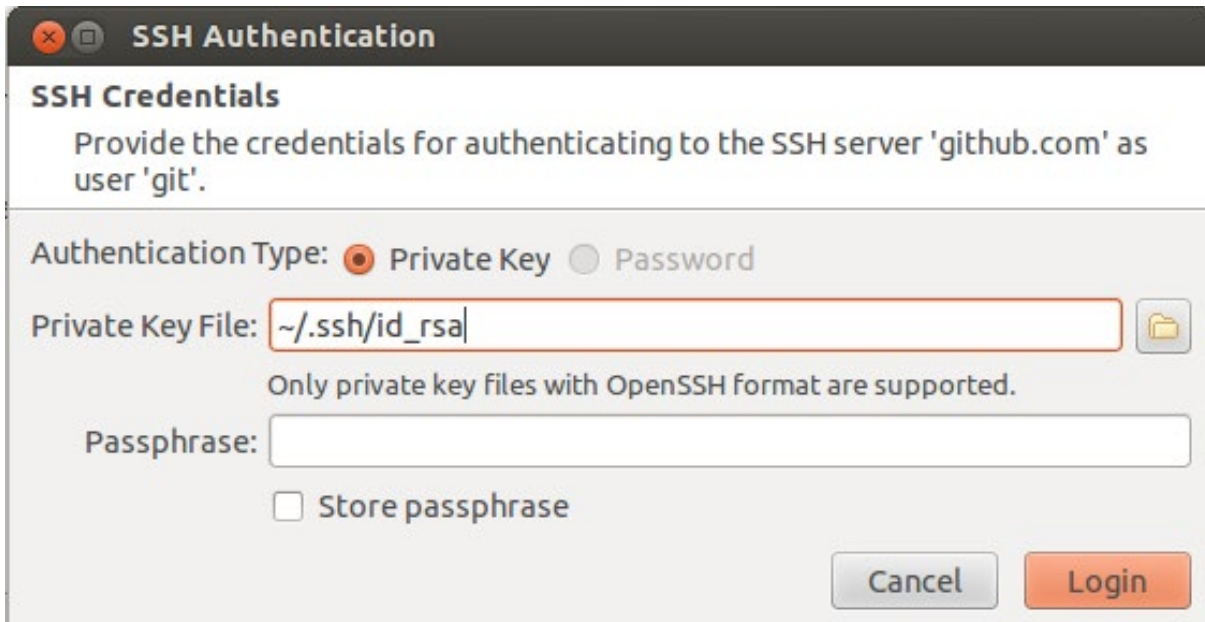 SSH Authentication
SSH Credentials
Provide the credentials for authenticating to the SSH server 'github.com' as
user 'git'.
Authentication Type: Private Key Password
Private Key File: ~/.ssh/id_rsa
Only private key files with OpenSSH format are supported.
Passphrase:
Store passphrase
Cancel Login